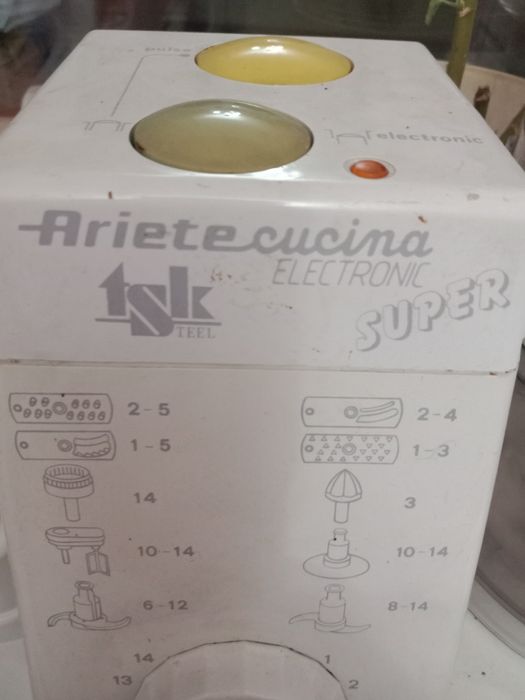 pulse
electronic
Ariete cucina
ELECTRONIC
tsk
STEEL
SUPER
2-5
2-4
1-5
1-3
14
3
10-14
10-14
6-12
8-14
14
1
13
2